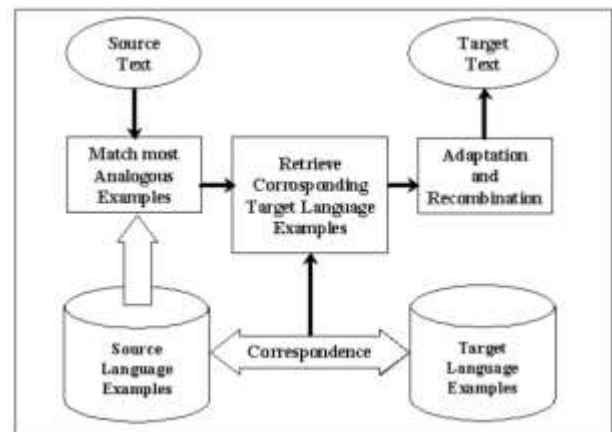 Source
Text
Target
Text
Match most
Analogous
Examples
Retrieve
Corrosponding
Target Language
Examples
Adaptation
and
Recombination
Source
Language
Examples
Correspondence
Target
Language
Examples